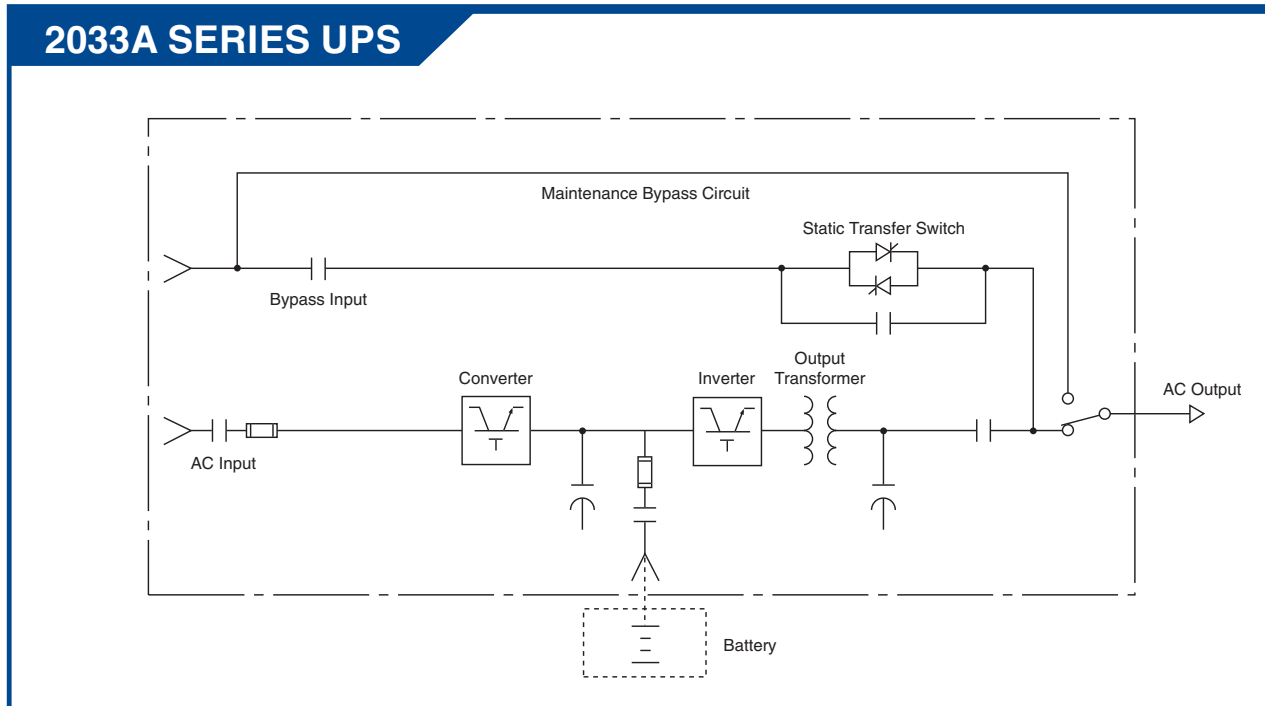 2033A SERIES UPS
Maintenance Bypass Circuit
Static Transfer Switch
Bypass Input
Converter
Inverter
Output
Transformer
AC Output
AC Input
Battery